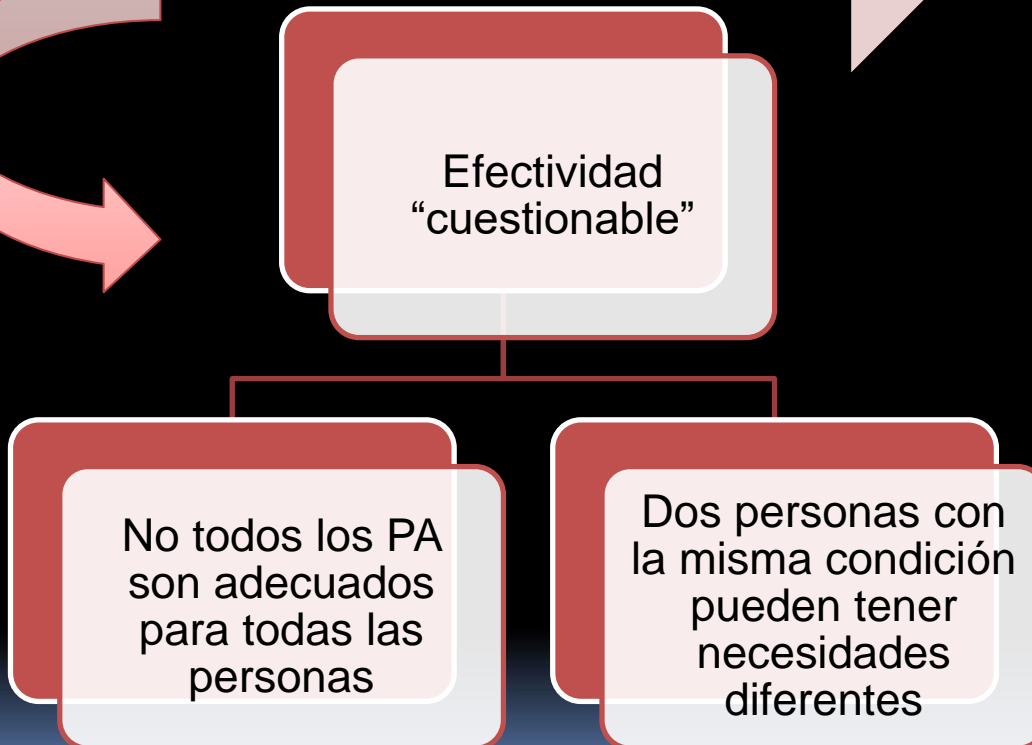 Efectividad
“cuestionable”
No todos los PA
son adecuados
para todas las
personas
Dos personas con
la misma condición
pueden tener
necesidades
diferentes